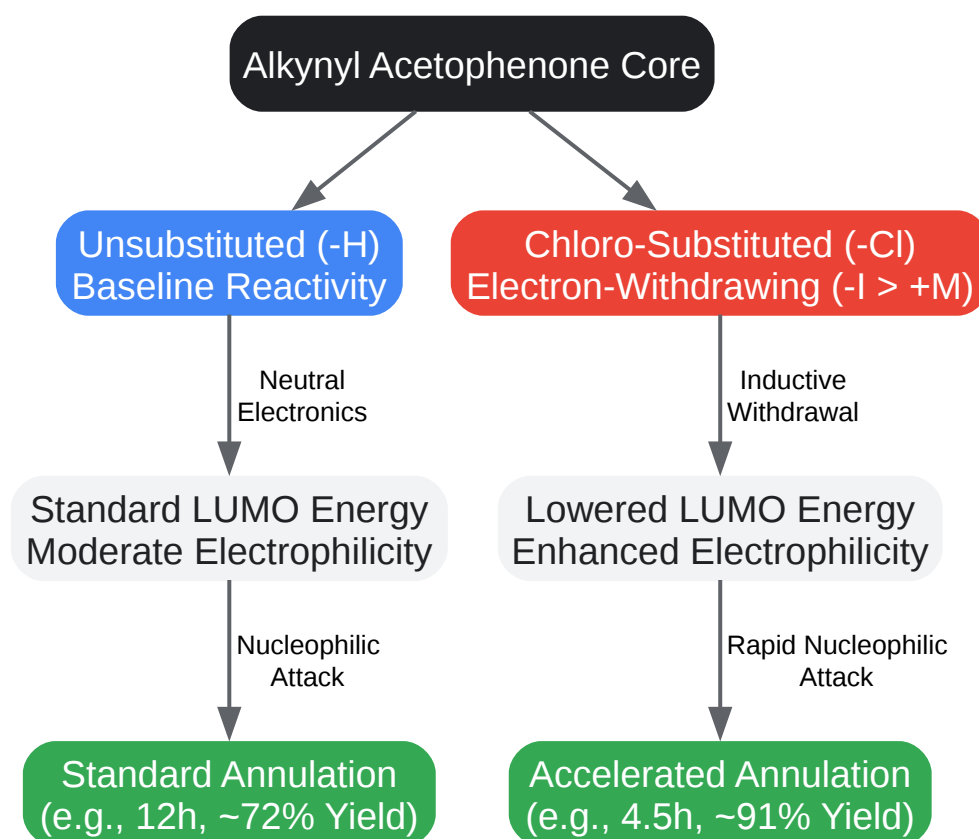 Alkynyl Acetophenone Core
Unsubstituted (-H)
Baseline Reactivity
Chloro-Substituted (-Cl)
Electron-Withdrawing (-I > +M)
Neutral
Electronics
Inductive
Withdrawal
Standard LUMO Energy
Moderate Electrophilicity
Lowered LUMO Energy
Enhanced Electrophilicity
Nucleophilic
Attack
Rapid Nucleophilic
Attack
Standard Annulation
(e.g., 12h, ~72% Yield)
Accelerated Annulation
(e.g., 4.5h, ~91% Yield)